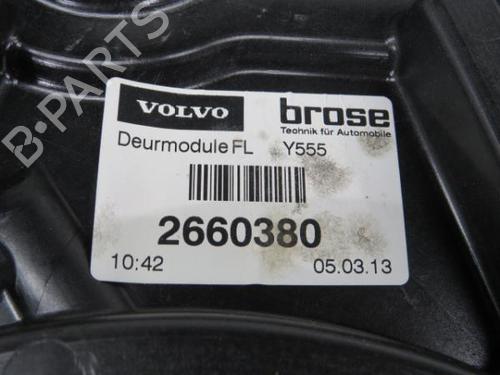 VOLVO
brose
Technik für Automobile
Deurmodule FL Y555
2660380
10:42 05.03.13
B-PARTS